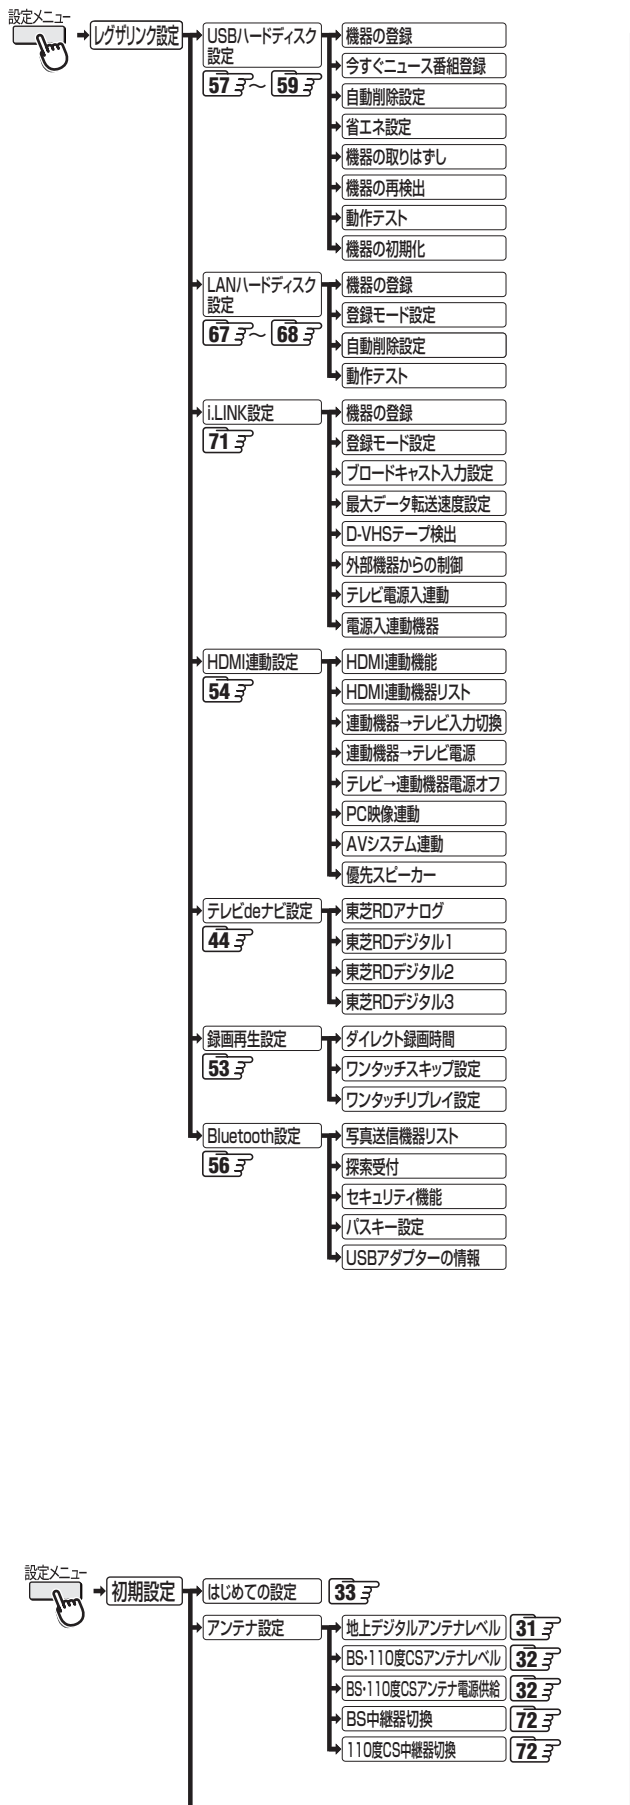 設定メニュー
レグザリンク設定
USBハードディスク
設定
57 ～ 59
機器の登録
今すぐニュース番組登録
自動削除設定
省エネ設定
機器の取りはずし
機器の再検出
動作テスト
機器の初期化
LANハードディスク
設定
67 ～ 68
機器の登録
登録モード設定
自動削除設定
動作テスト
i.LINK設定
71
機器の登録
登録モード設定
ブロードキャスト入力設定
最大データ転送速度設定
D-VHSテープ検出
外部機器からの制御
テレビ電源入連動
電源入連動機器
HDMI連動設定
54
HDMI連動機能
HDMI連動機器リスト
連動機器→テレビ入力切換
連動機器→テレビ電源
テレビ→連動機器電源オフ
PC映像連動
AVシステム連動
優先スピーカー
テレビdeナビ設定
44
東芝RDアナログ
東芝RDデジタル1
東芝RDデジタル2
東芝RDデジタル3
録画再生設定
53
ダイレクト録画時間
ワンタッチスキップ設定
ワンタッチリプレイ設定
Bluetooth設定
56
写真送信機器リスト
探索受付
セキュリティ機能
パスキー設定
USBアダプターの情報
設定メニュー
初期設定
はじめての設定 33
アンテナ設定
地上デジタルアンテナレベル 31
BS・110度CSアンテナレベル 32
BS・110度CSアンテナ電源供給 32
BS中継器切換 72
110度CS中継器切換 72